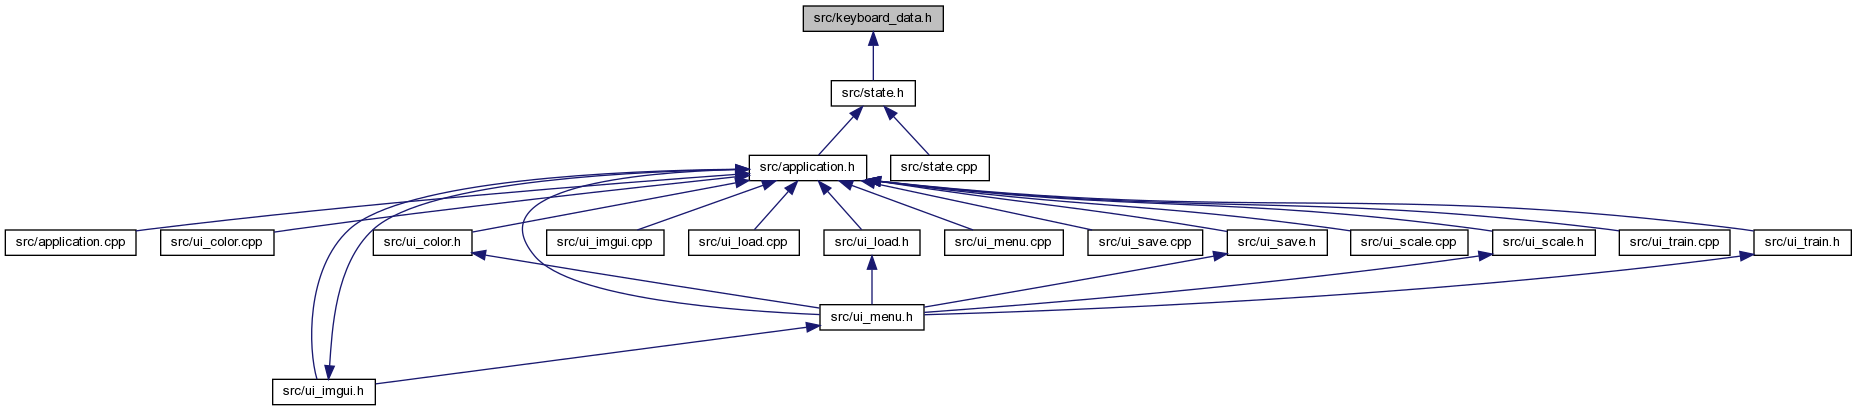 src/keyboard_data.h
src/state.h
src/application.h
src/state.cpp
src/application.cpp
src/ui_color.cpp
src/ui_color.h
src/ui_imgui.cpp
src/ui_load.cpp
src/ui_load.h
src/ui_menu.cpp
src/ui_save.cpp
src/ui_save.h
src/ui_scale.cpp
src/ui_scale.h
src/ui_train.cpp
src/ui_train.h
src/ui_menu.h
src/ui_imgui.h